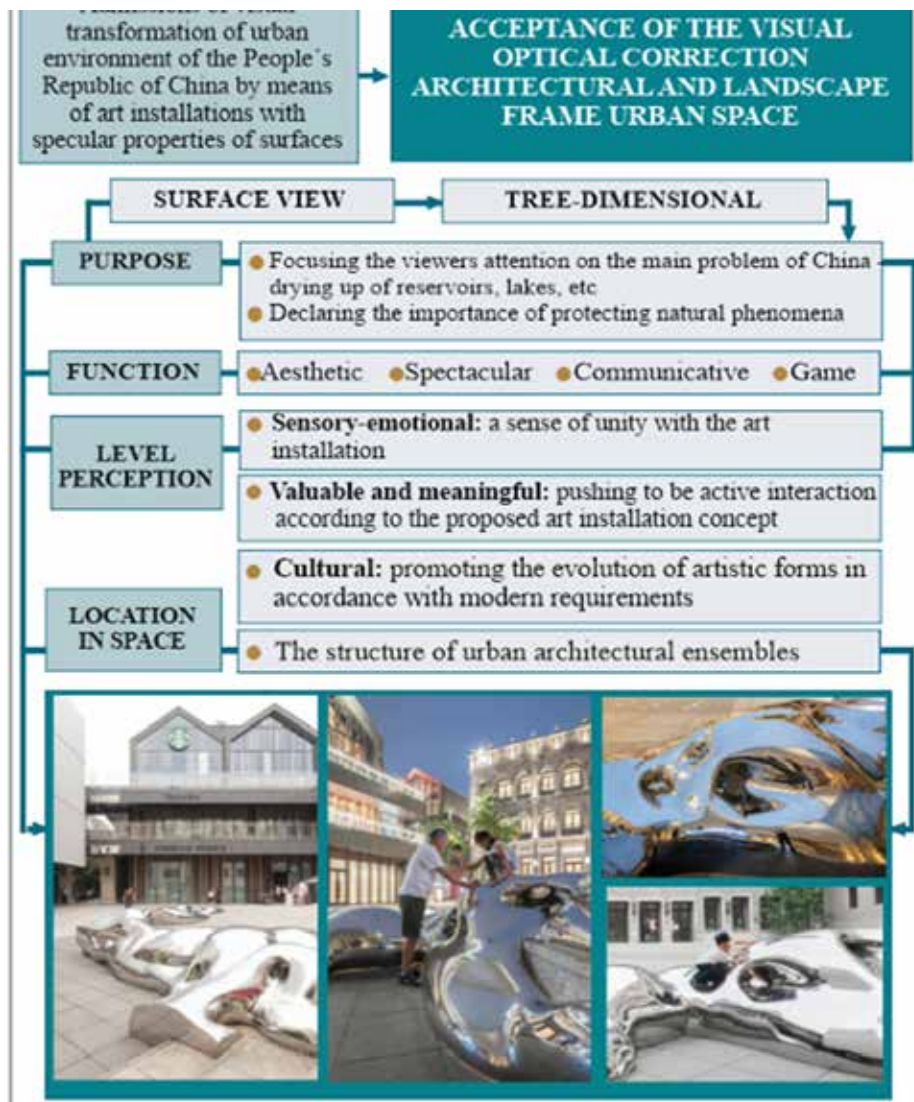 transformation of urban
environment of the People´s
Republic of China by means
of art installations with
specular properties of surfaces
ACCEPTANCE OF THE VISUAL
OPTICAL CORRECTION
ARCHITECTURAL AND LANDSCAPE
FRAME URBAN SPACE
SURFACE VIEW
TREE-DIMENSIONAL
PURPOSE
Focusing the viewers attention on the main problem of China -
drying up of reservoirs, lakes, etc
Declaring the importance of protecting natural phenomena
FUNCTION
Aesthetic Spectacular Communicative Game
LEVEL
PERCEPTION
Sensory-emotional: a sense of unity with the art
installation
Valuable and meaningful: pushing to be active interaction
according to the proposed art installation concept
Cultural: promoting the evolution of artistic forms in
accordance with modern requirements
LOCATION
IN SPACE
The structure of urban architectural ensembles